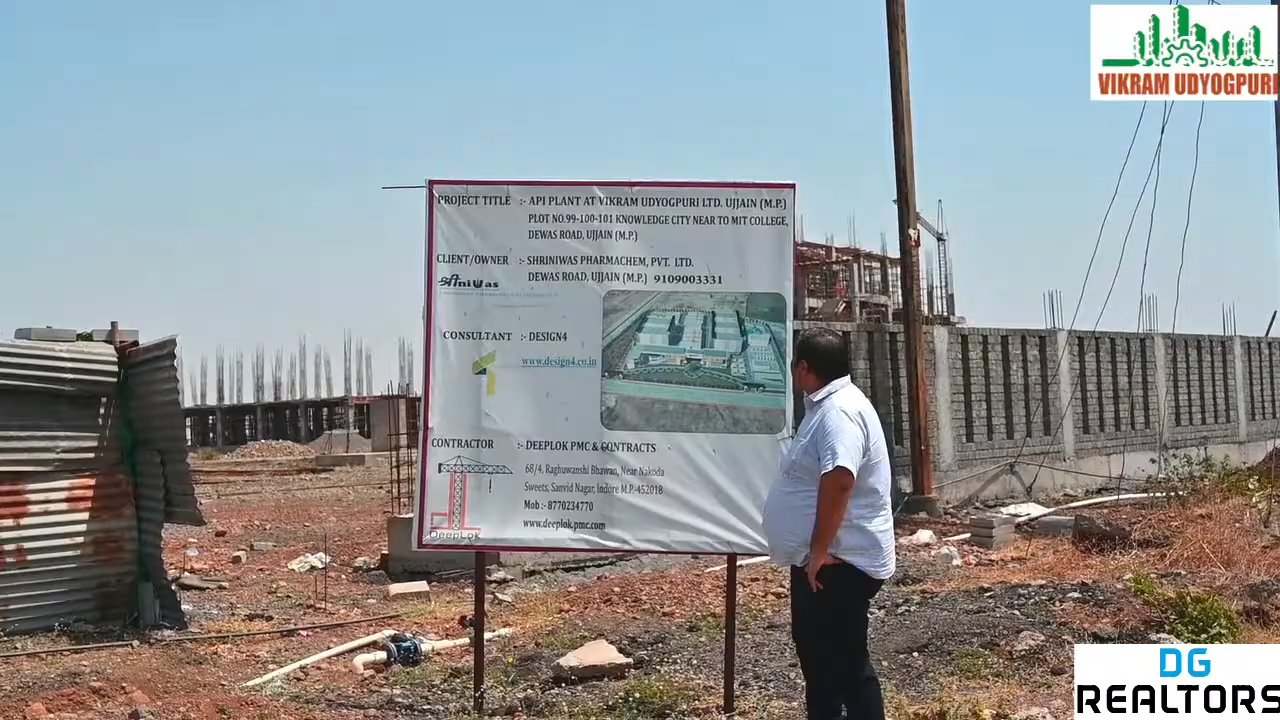 VIKRAM UDYOGPURI
PROJECT TITLE :- API PLANT AT VIKRAM UDYOGPURI LTD. UJJAIN (M.P.)
PLOT NO.99-100-101 KNOWLEDGE CITY NEAR TO MIT COLLEGE,
DEWAS ROAD, UJJAIN (M.P.)
CLIENT/OWNER :- SHRINIWAS PHARMACHEM, PVT. LTD.
DEWAS ROAD, UJJAIN (M.P.) 9109003331
श्रीniwas
CONSULTANT :- DESIGN4
www.design4.co.in
CONTRACTOR :- DEEPLOK PMC & CONTRACTS
68/4, Raghuwanshi Bhawan, Near Nakoda
Sweets, Sanvid Nagar, Indore M.P.-452018
Mob:- 8770234770
www.deeplok.pmc.com
DeepLok
DG
REALTORS